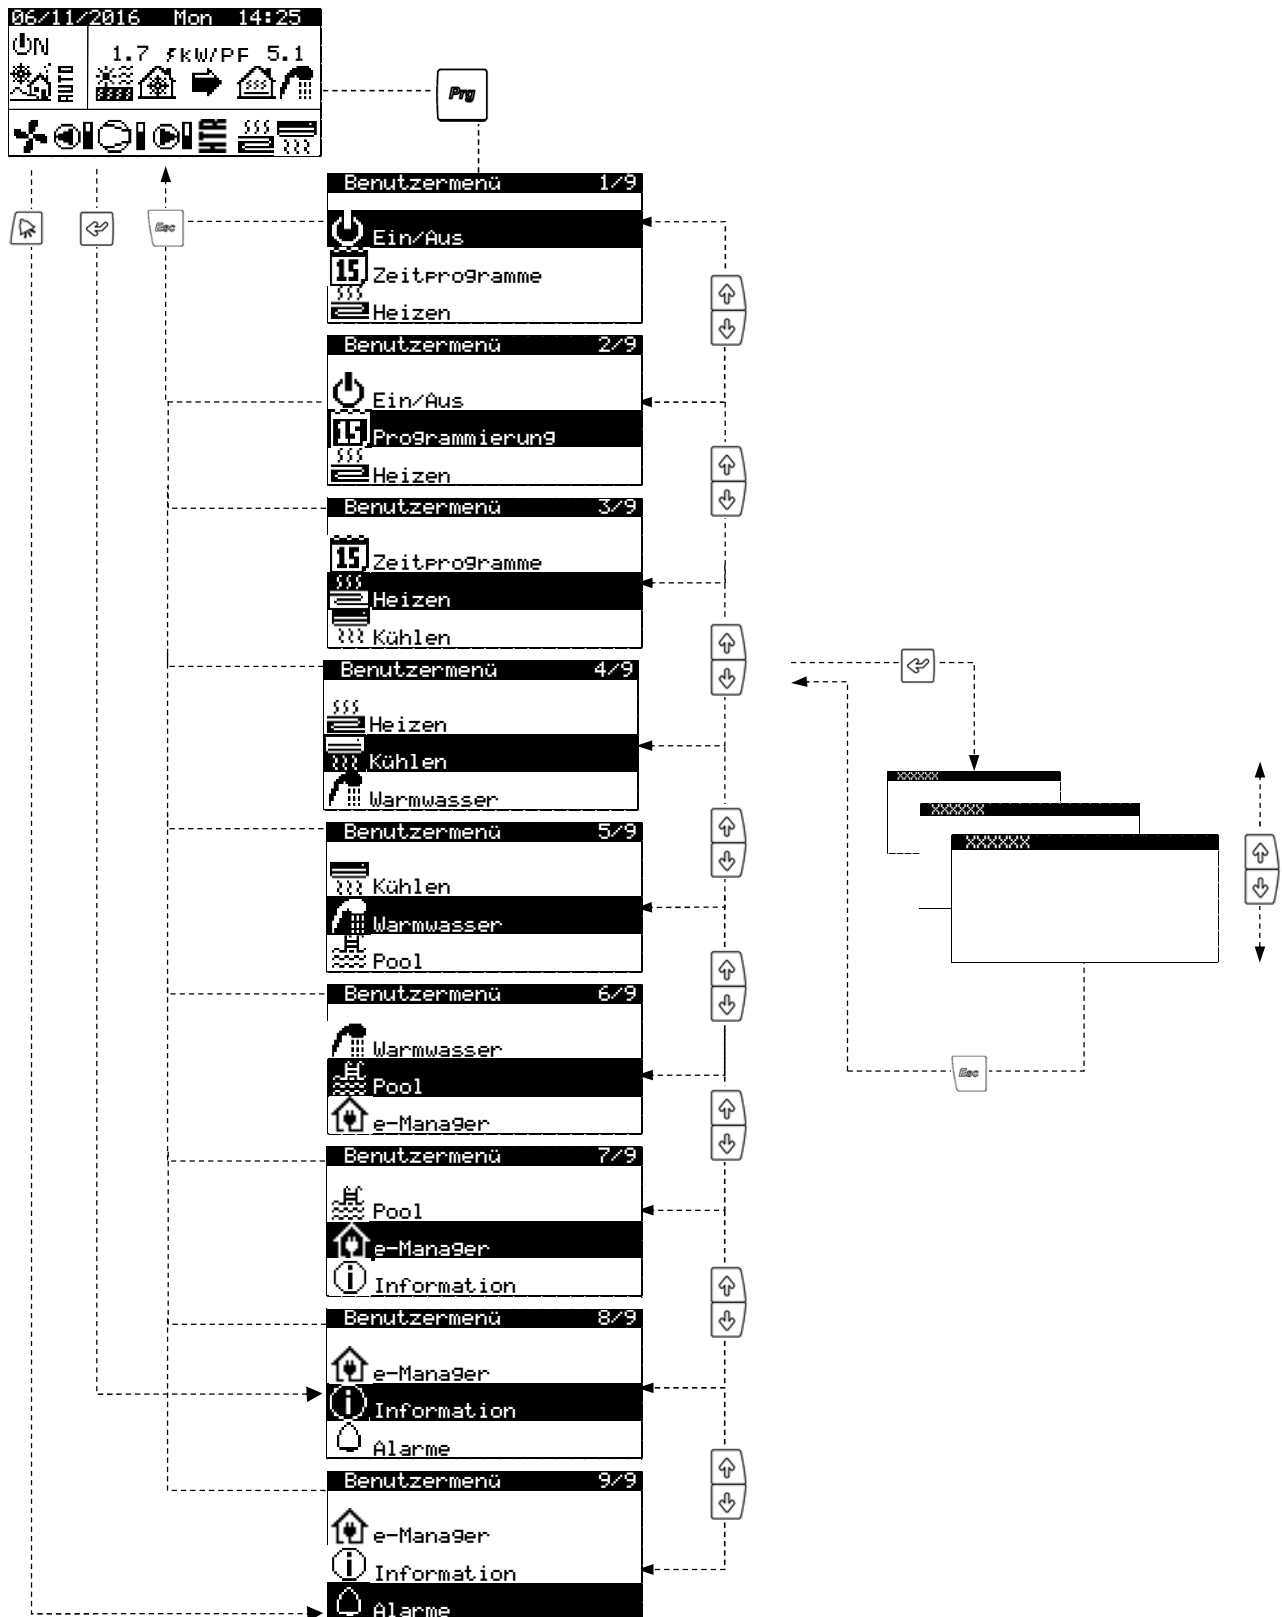 06/11/2016 Mon 14:25
ON
1.7 kW/PF 5.1
AUTO
HTR
Prg
Esc
Benutzermenü 1/9
Ein/Aus
15
Zeitprogramme
Heizen
Benutzermenü 2/9
Ein/Aus
15
Programmierung
Heizen
Benutzermenü 3/9
15
Zeitprogramme
Heizen
Kühlen
Benutzermenü 4/9
Heizen
Kühlen
Warmwasser
Benutzermenü 5/9
Kühlen
Warmwasser
Pool
Benutzermenü 6/9
Warmwasser
Pool
e-Manager
Benutzermenü 7/9
Pool
e-Manager
i Information
Benutzermenü 8/9
e-Manager
i Information
Alarme
Benutzermenü 9/9
e-Manager
i Information
Alarme
XXXXXX
XXXXXX
XXXXXX
Esc